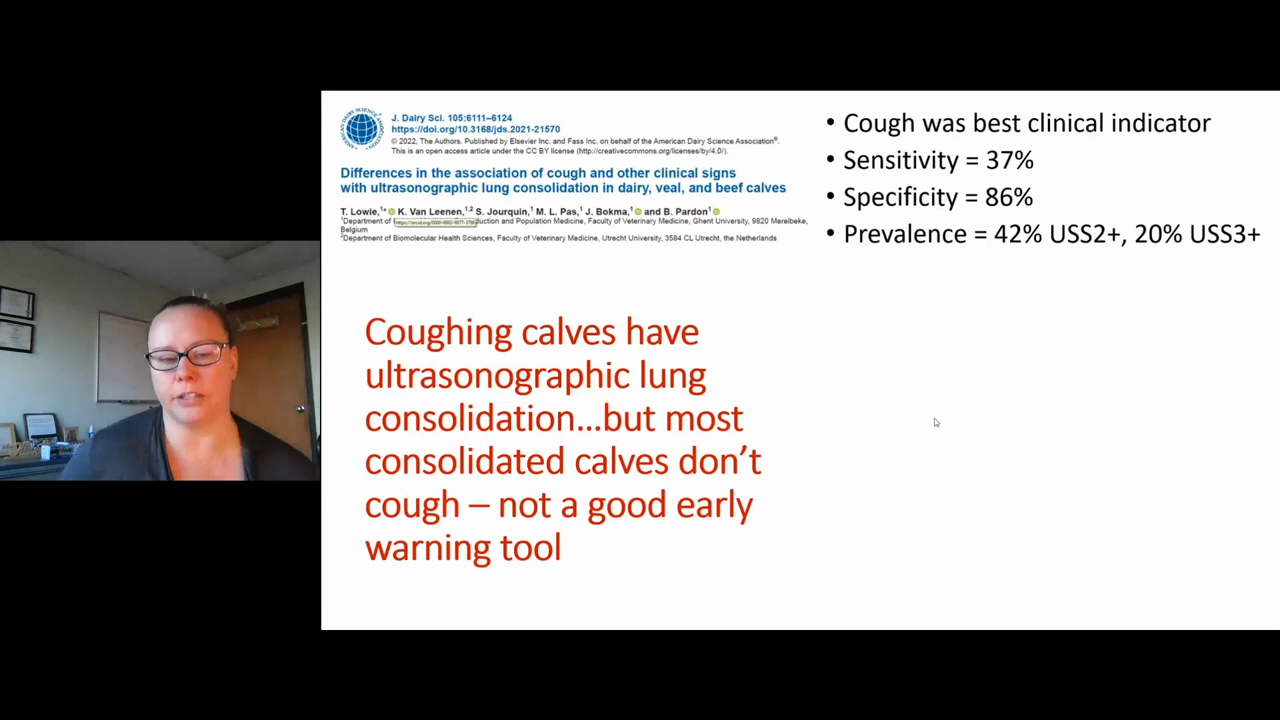 J. Dairy Sci. 105:6111–6124
https://doi.org/10.3168/jds.2021-21570
© 2022, The Authors. Published by Elsevier Inc. and Fass Inc. on behalf of the American Dairy Science Association®.
This is an open access article under the CC BY license (http://creativecommons.org/licenses/by/4.0/).
Differences in the association of cough and other clinical signs
with ultrasonographic lung consolidation in dairy, veal, and beef calves
T. Lowie,1* K. Van Leenen,1,2 S. Jourquin,1 M. L. Pas,1 J. Bokma,1 and B. Pardon1
1Department of duction and Population Medicine, Faculty of Veterinary Medicine, Ghent University, 9820 Merelbeke,
Belgium
2Department of Biomolecular Health Sciences, Faculty of Veterinary Medicine, Utrecht University, 3584 CL Utrecht, the Netherlands
• Cough was best clinical indicator
• Sensitivity = 37%
• Specificity = 86%
• Prevalence = 42% USS2+, 20% USS3+
Coughing calves have
ultrasonographic lung
consolidation...but most
consolidated calves don’t
cough – not a good early
warning tool